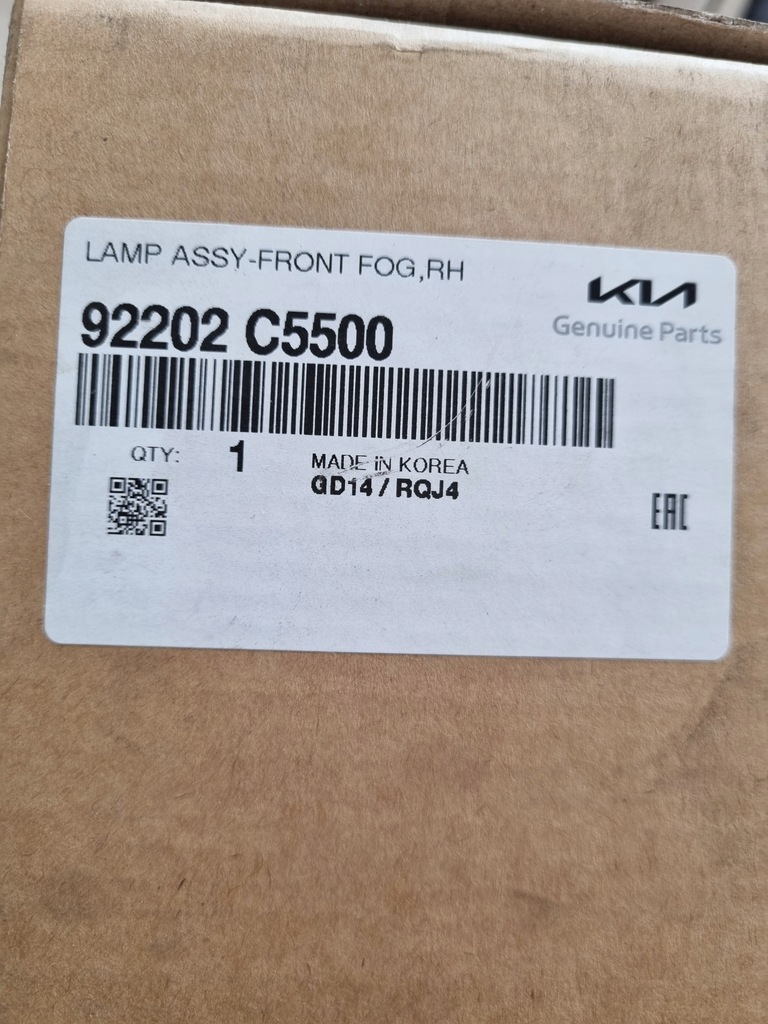 LAMP ASSY-FRONT FOG,RH
KIA
92202 C5500
Genuine Parts
QTY: 1
MADE IN KOREA
GD14 / RQJ4
EAC